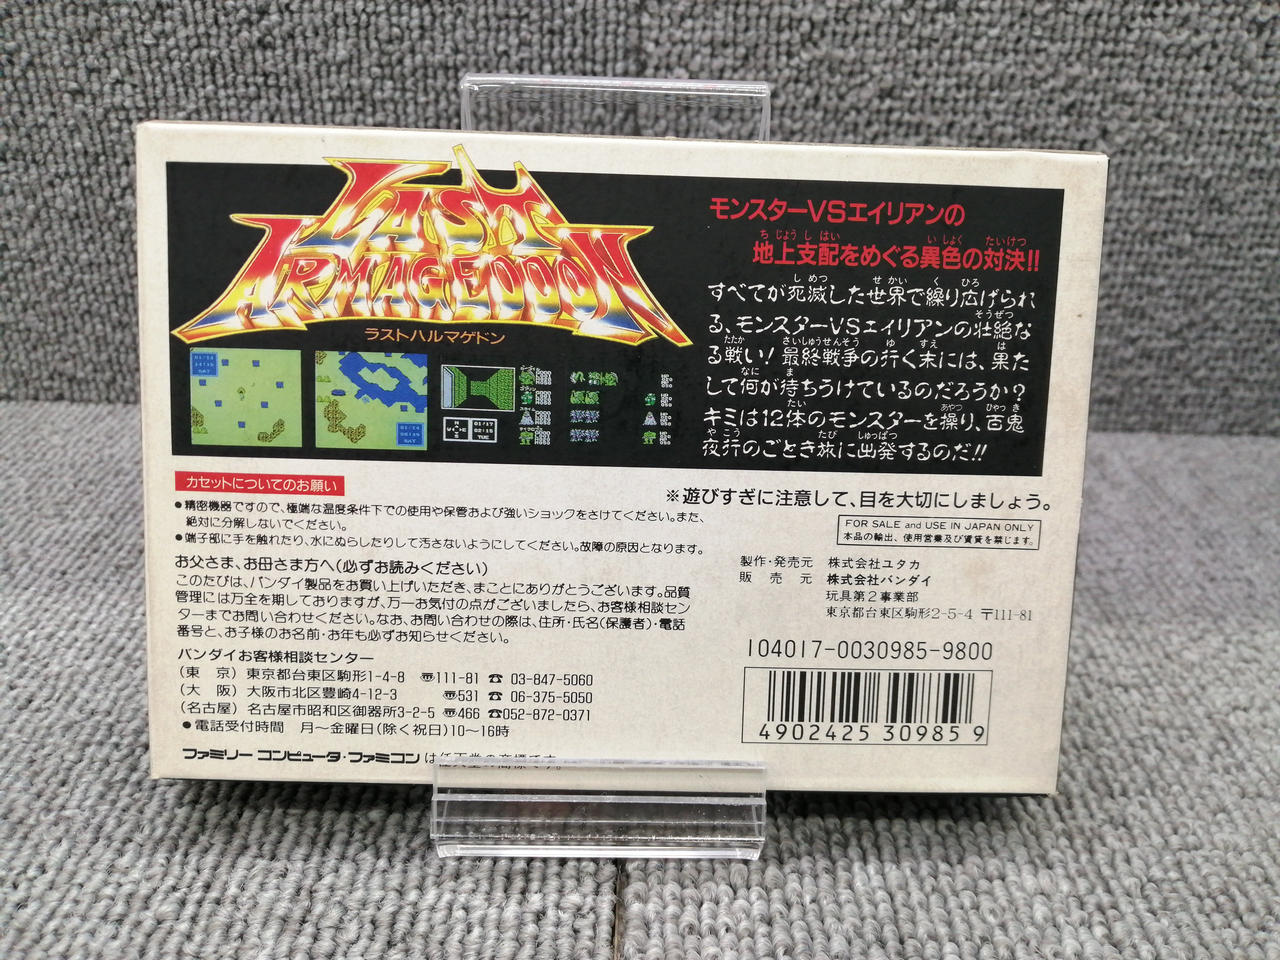 LAST
ARMAGEDDON
ラストハルマゲドン
モンスターVSエイリアンの
地上支配をめぐる異色の対決!!
すべてが死滅した世界で繰り広げられ
る、モンスターVSエイリアンの壮絶な
る戦い!最終戦争の行く末には、果た
して何が待ちうけているのだろうか?
キミは12体のモンスターを操り、百鬼
夜行のごとき旅に出発するのだ!!
カセットについてのお願い
●精密機器ですので、極端な温度条件下での使用や保管および強いショックをさけてください。また、
絶対に分解しないでください。
●端子部に手を触れたり、水にぬらしたりして汚さないようにしてください。故障の原因となります。
お父さま、お母さま方へ(必ずお読みください)
このたびは、バンダイ製品をお買い上げいただき、まことにありがとうございます。品質
管理には万全を期しておりますが、万一お気付の点がございましたら、お客様相談セン
ターまでお問い合わせください。なお、お問い合わせの際は、住所・氏名(保護者)・電話
番号と、お子様のお名前・お年も必ずお知らせください。
バンダイお客様相談センター
(東 京) 東京都台東区駒形1-4-8 〠111-81 ☎ 03-847-5060
(大 阪) 大阪市北区豊崎4-12-3 〠531 ☎ 06-375-5050
(名古屋) 名古屋市昭和区御器所3-2-5 〠466 ☎052-872-0371
●電話受付時間 月〜金曜日(除く祝日)10〜16時
ファミリー コンピュータ・ファミコン は任天堂の商標です。
※遊びすぎに注意して、目を大切にしましょう。
FOR SALE and USE IN JAPAN ONLY
本品の輸出、使用営業及び賃貸を禁じます。
製作・発売元 株式会社ユタカ
販 売 元 株式会社バンダイ
玩具第2事業部
東京都台東区駒形2-5-4 〒111-81
104017-0030985-9800
4902425 30985 9